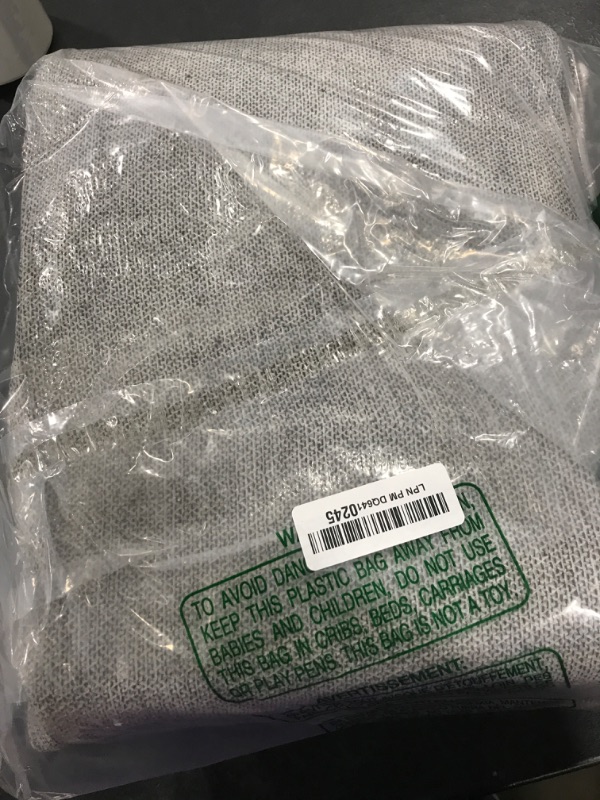 LPN PM DQ6410245
TO AVOID DAN
KEEP THIS PLASTIC BAG AWAY FROM
BABIES AND CHILDREN, DO NOT USE
THIS BAG IN CRIBS, BEDS, CARRIAGES
OR PLAY PENS. THIS BAG IS NOT A TOY.
AVERTISSEMENT: